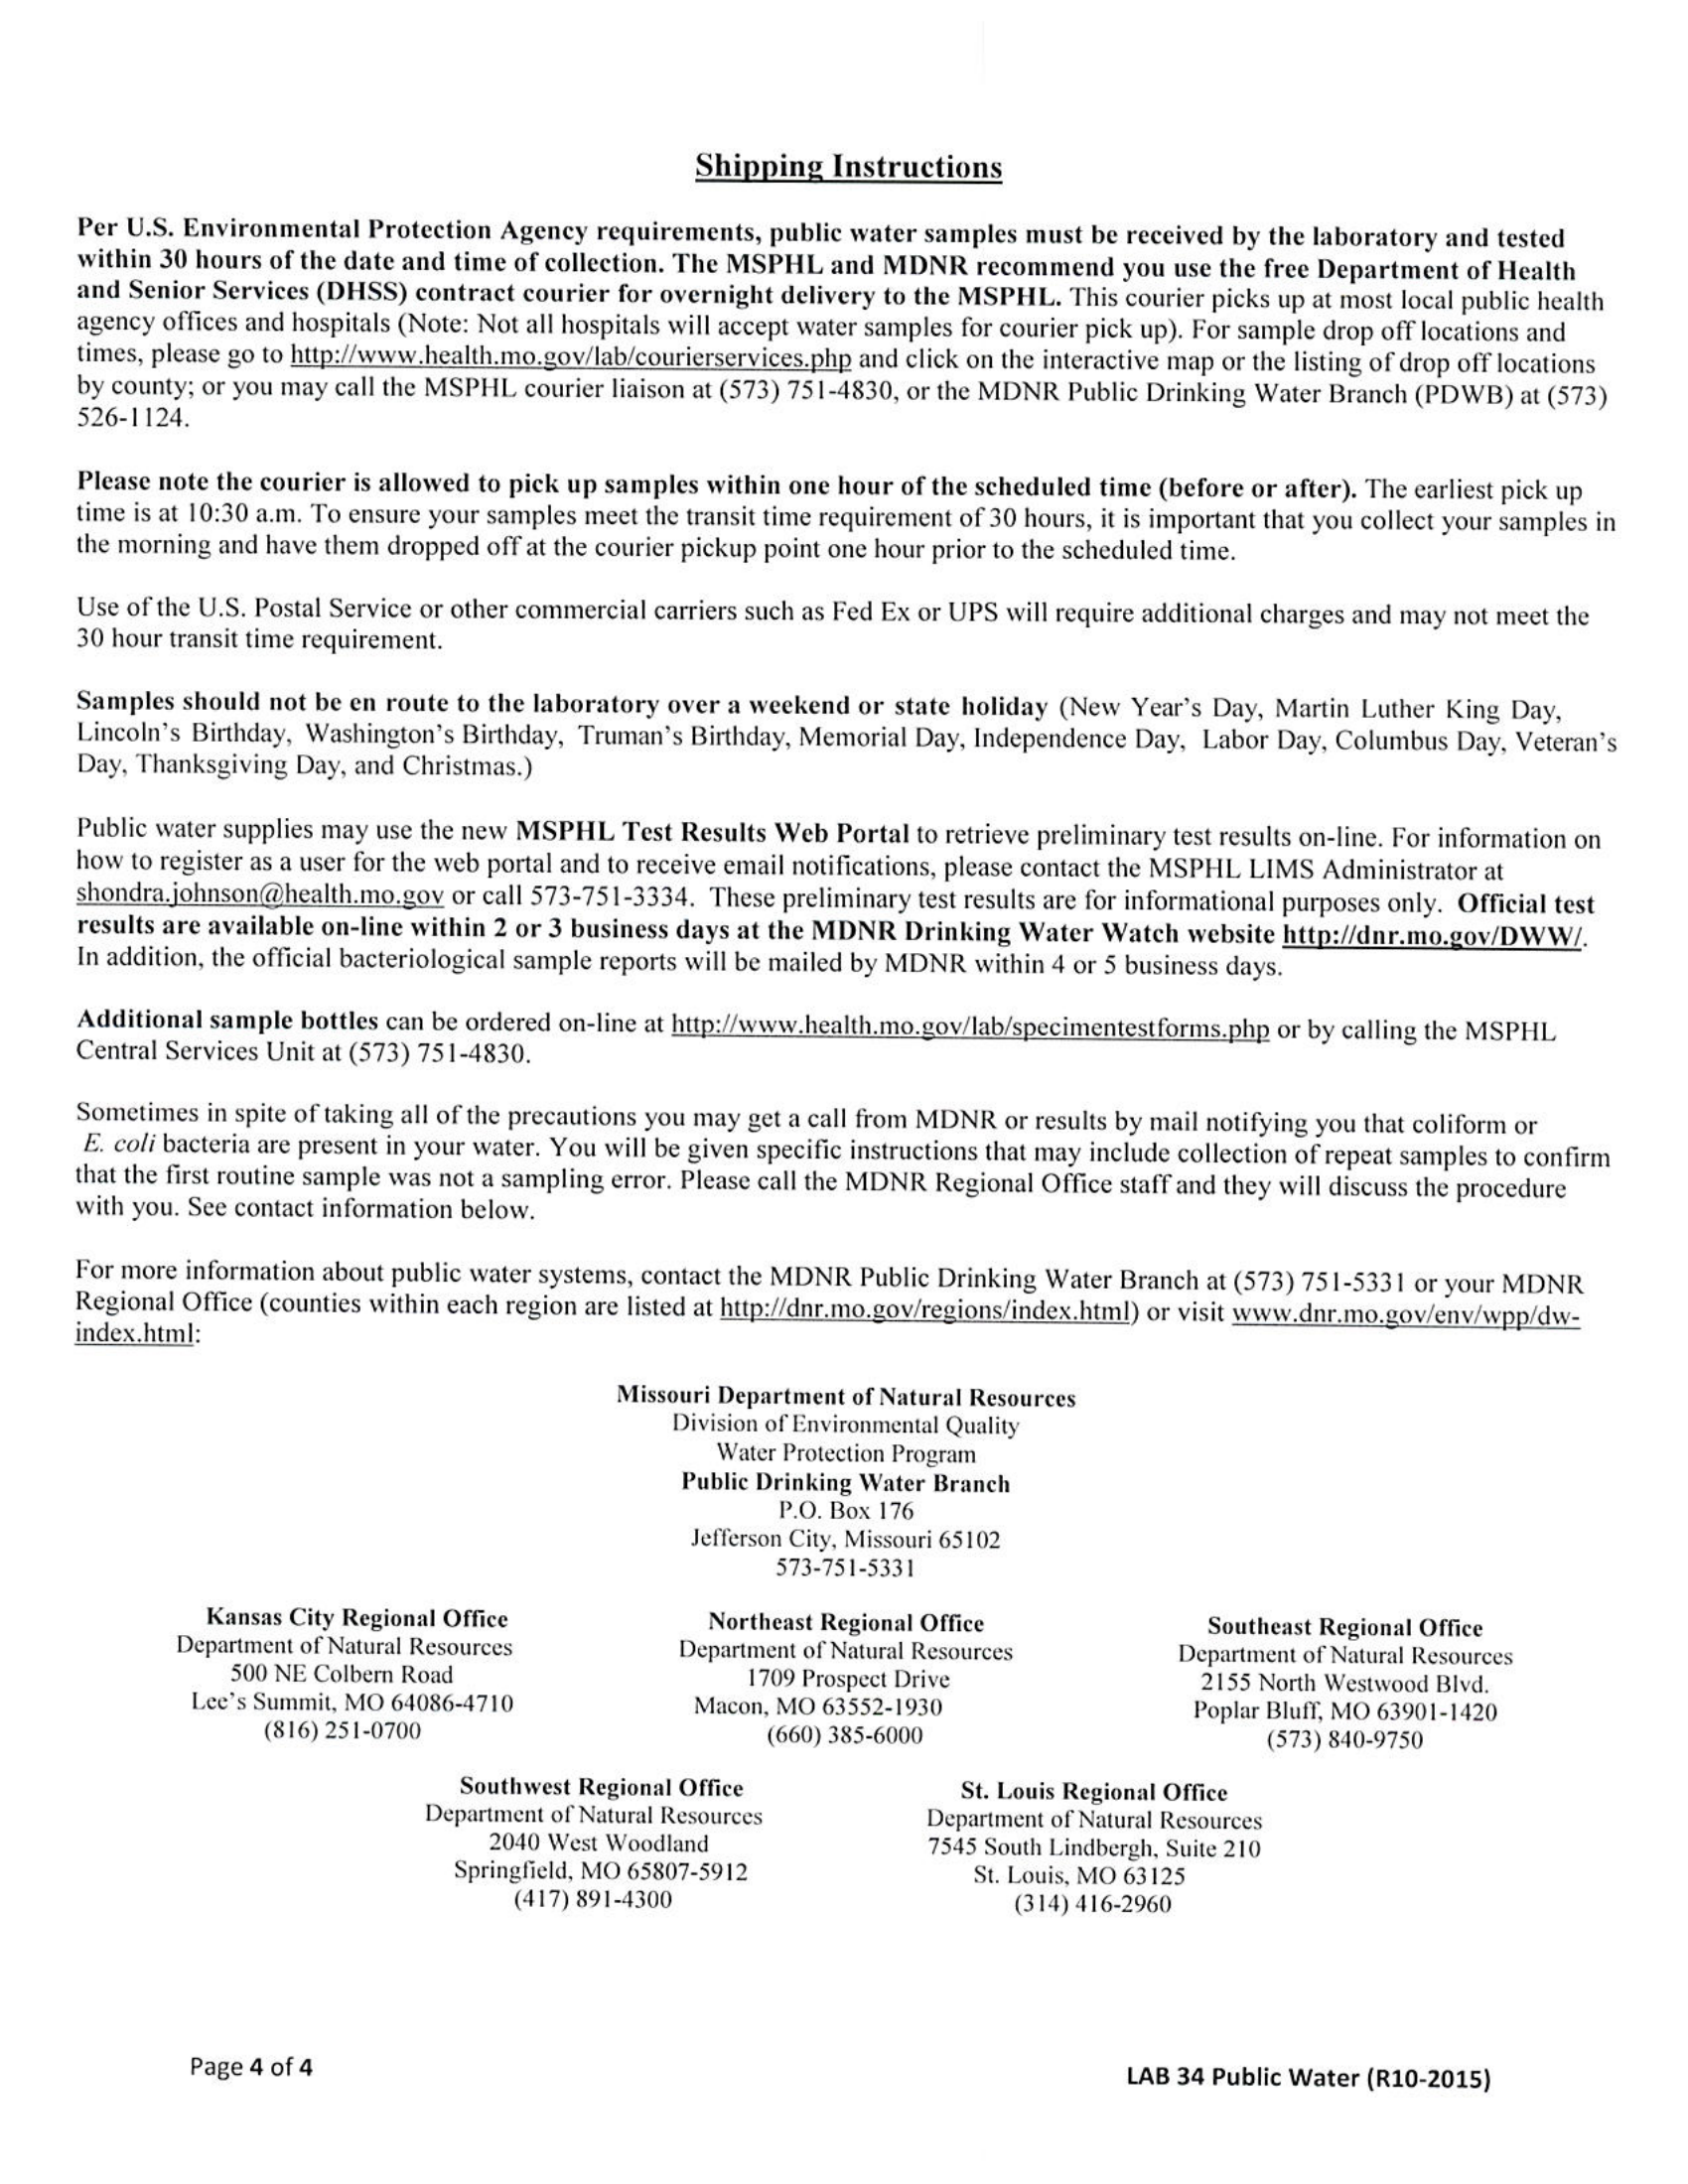 Shipping Instructions
Per U.S. Environmental Protection Agency requirements, public water samples must be received by the laboratory and tested
within 30 hours of the date and time of collection. The MSPHL and MDNR recommend you use the free Department of Health
and Senior Services (DHSS) contract courier for overnight delivery to the MSPHL. This courier picks up at most local public health
agency offices and hospitals (Note: Not all hospitals will accept water samples for courier pick up). For sample drop off locations and
times, please go to http://www.health.mo.gov/lab/courierservices.php and click on the interactive map or the listing of drop off locations
by county; or you may call the MSPHL courier liaison at (573) 751-4830, or the MDNR Public Drinking Water Branch (PDWB) at (573)
526-1124.
Please note the courier is allowed to pick up samples within one hour of the scheduled time (before or after). The earliest pick up
time is at 10:30 a.m. To ensure your samples meet the transit time requirement of 30 hours, it is important that you collect your samples in
the morning and have them dropped off at the courier pickup point one hour prior to the scheduled time.
Use of the U.S. Postal Service or other commercial carriers such as Fed Ex or UPS will require additional charges and may not meet the
30 hour transit time requirement.
Samples should not be en route to the laboratory over a weekend or state holiday (New Year's Day, Martin Luther King Day,
Lincoln's Birthday, Washington's Birthday, Truman's Birthday, Memorial Day, Independence Day, Labor Day, Columbus Day, Veteran's
Day, Thanksgiving Day, and Christmas.)
Public water supplies may use the new MSPHL Test Results Web Portal to retrieve preliminary test results on-line. For information on
how to register as a user for the web portal and to receive email notifications, please contact the MSPHL LIMS Administrator at
shondra.johnson@health.mo.gov or call 573-751-3334. These preliminary test results are for informational purposes only. Official test
results are available on-line within 2 or 3 business days at the MDNR Drinking Water Watch website http://dnr.mo.gov/DWW/.
In addition, the official bacteriological sample reports will be mailed by MDNR within 4 or 5 business days.
Additional sample bottles can be ordered on-line at http://www.health.mo.gov/lab/specimentestforms.php or by calling the MSPHL
Central Services Unit at (573) 751-4830.
Sometimes in spite of taking all of the precautions you may get a call from MDNR or results by mail notifying you that coliform or
E. coli bacteria are present in your water. You will be given specific instructions that may include collection of repeat samples to confirm
that the first routine sample was not a sampling error. Please call the MDNR Regional Office staff and they will discuss the procedure
with you. See contact information below.
For more information about public water systems, contact the MDNR Public Drinking Water Branch at (573) 751-5331 or your MDNR
Regional Office (counties within each region are listed at http://dnr.mo.gov/regions/index.html) or visit www.dnr.mo.gov/env/wpp/dw-
index.html:
Missouri Department of Natural Resources
Division of Environmental Quality
Water Protection Program
Public Drinking Water Branch
P.O. Box 176
Jefferson City, Missouri 65102
573-751-5331
Kansas City Regional Office
Department of Natural Resources
500 NE Colbern Road
Lee's Summit, MO 64086-4710
(816) 251-0700
Northeast Regional Office
Department of Natural Resources
1709 Prospect Drive
Macon, MO 63552-1930
(660) 385-6000
Southeast Regional Office
Department of Natural Resources
2155 North Westwood Blvd.
Poplar Bluff, MO 63901-1420
(573) 840-9750
Southwest Regional Office
Department of Natural Resources
2040 West Woodland
Springfield, MO 65807-5912
(417) 891-4300
St. Louis Regional Office
Department of Natural Resources
7545 South Lindbergh, Suite 210
St. Louis, MO 63125
(314) 416-2960
Page 4 of 4
LAB 34 Public Water (R10-2015)